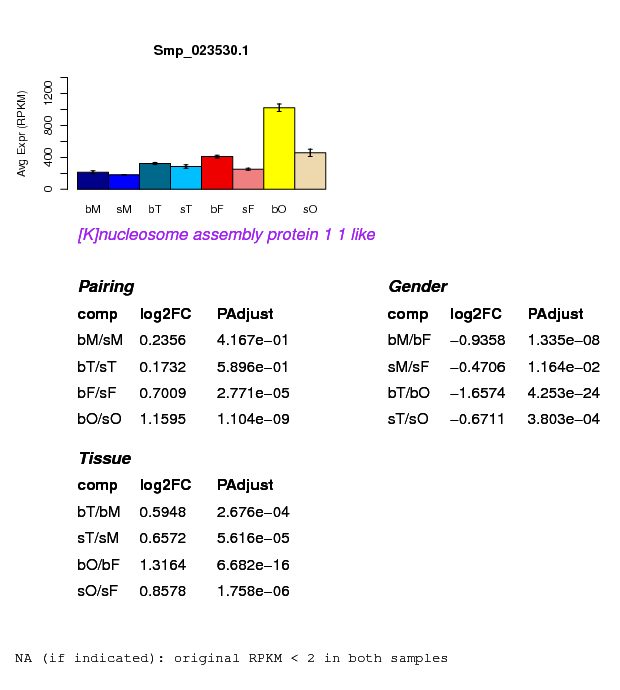 Smp_023530.1
Avg Expr (RPKM)
0 400 800 1200
bM sM bT sT bF sF bO sO
[K]nucleosome assembly protein 1 1 like
Pairing
comp log2FC PAdjust
bM/sM 0.2356 4.167e−01
bT/sT 0.1732 5.896e−01
bF/sF 0.7009 2.771e−05
bO/sO 1.1595 1.104e−09
Gender
comp log2FC PAdjust
bM/bF −0.9358 1.335e−08
sM/sF −0.4706 1.164e−02
bT/bO −1.6574 4.253e−24
sT/sO −0.6711 3.803e−04
Tissue
comp log2FC PAdjust
bT/bM 0.5948 2.676e−04
sT/sM 0.6572 5.616e−05
bO/bF 1.3164 6.682e−16
sO/sF 0.8578 1.758e−06
NA (if indicated): original RPKM < 2 in both samples